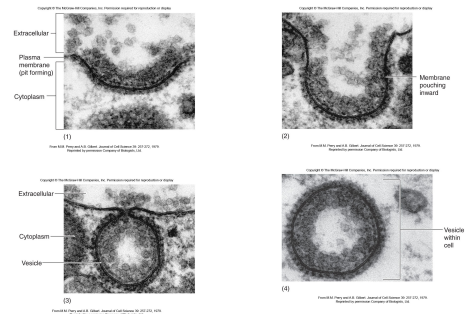 Copyright © The McGraw-Hill Companies, Inc. Permission required for reproduction or display.
Extracellular
Plasma
membrane
(pit forming)
Cytoplasm
(1)
From M.M. Perry and A.B. Gilbert, Journal of Cell Science 39: 257-272, 1979.
Reprinted by permission Company of Biologists, Ltd.
Copyright © The McGraw-Hill Companies, Inc. Permission required for reproduction or display.
Membrane
pouching
inward
(2)
From M.M. Perry and A.B. Gilbert, Journal of Cell Science 39: 257-272, 1979.
Reprinted by permission Company of Biologists, Ltd.
Copyright © The McGraw-Hill Companies, Inc. Permission required for reproduction or display.
Extracellular
Cytoplasm
Vesicle
(3)
From M.M. Perry and A.B. Gilbert, Journal of Cell Science 39: 257-272, 1979.
Copyright © The McGraw-Hill Companies, Inc. Permission required for reproduction or display.
Vesicle
within
cell
(4)
From M.M. Perry and A.B. Gilbert, Journal of Cell Science 39: 257-272, 1979.
Reprinted by permission Company of Biologists, Ltd.